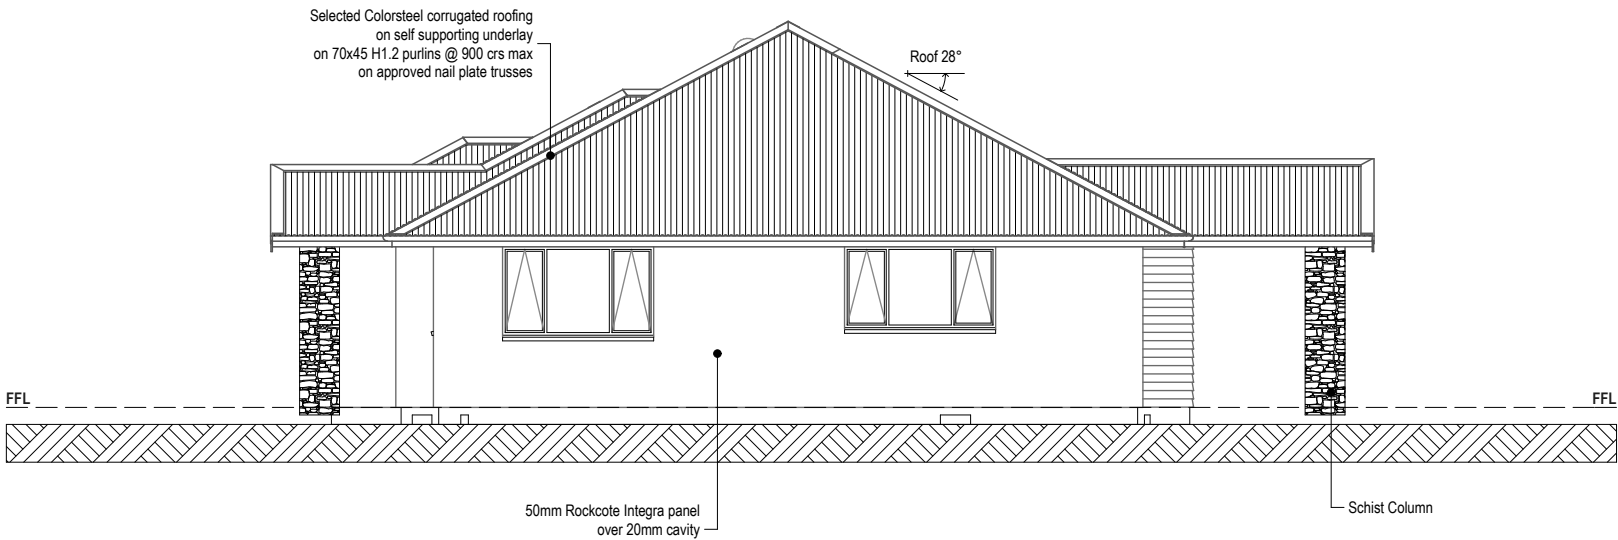 Selected Colorsteel corrugated roofing
on self supporting underlay
on 70x45 H1.2 purlins @ 900 crs max
on approved nail plate trusses
Roof 28°
FFL
FFL
50mm Rockcote Integra panel
over 20mm cavity
Schist Column